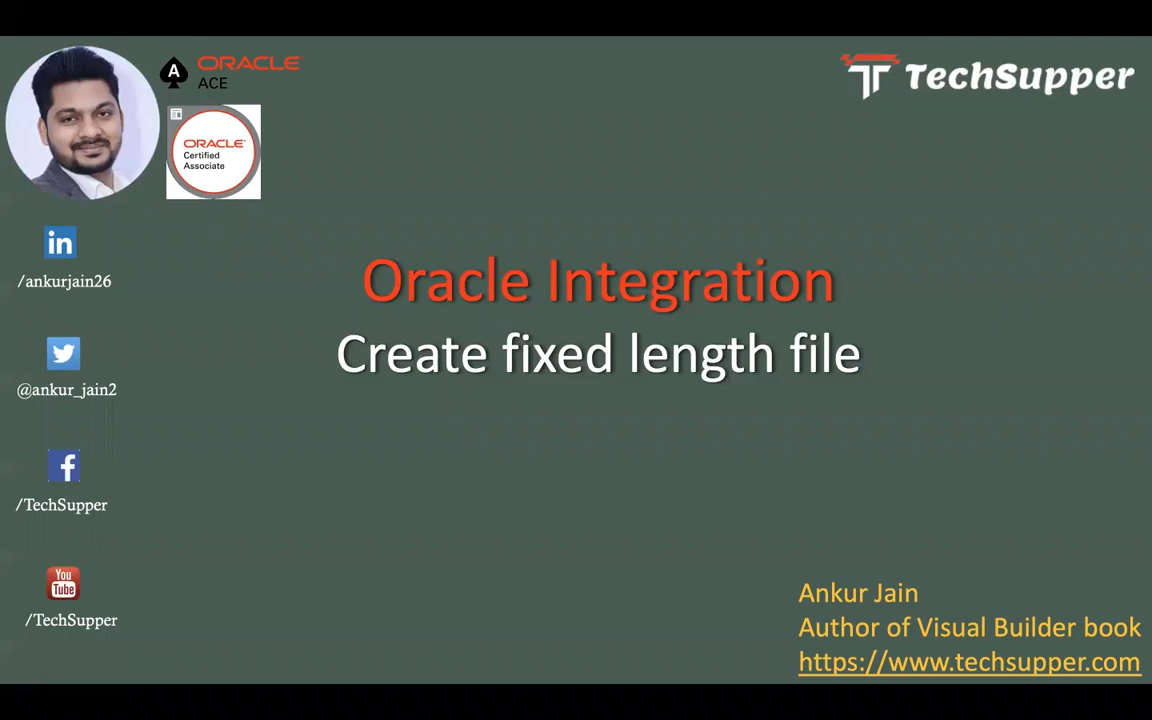 A
ORACLE
ACE
ORACLE
Certified
Associate
TechSupper
in
/ankurjain26
@ankur_jain2
f
/TechSupper
You
Tube
/TechSupper
Oracle Integration
Create fixed length file
Ankur Jain
Author of Visual Builder book
https://www.techsupper.com